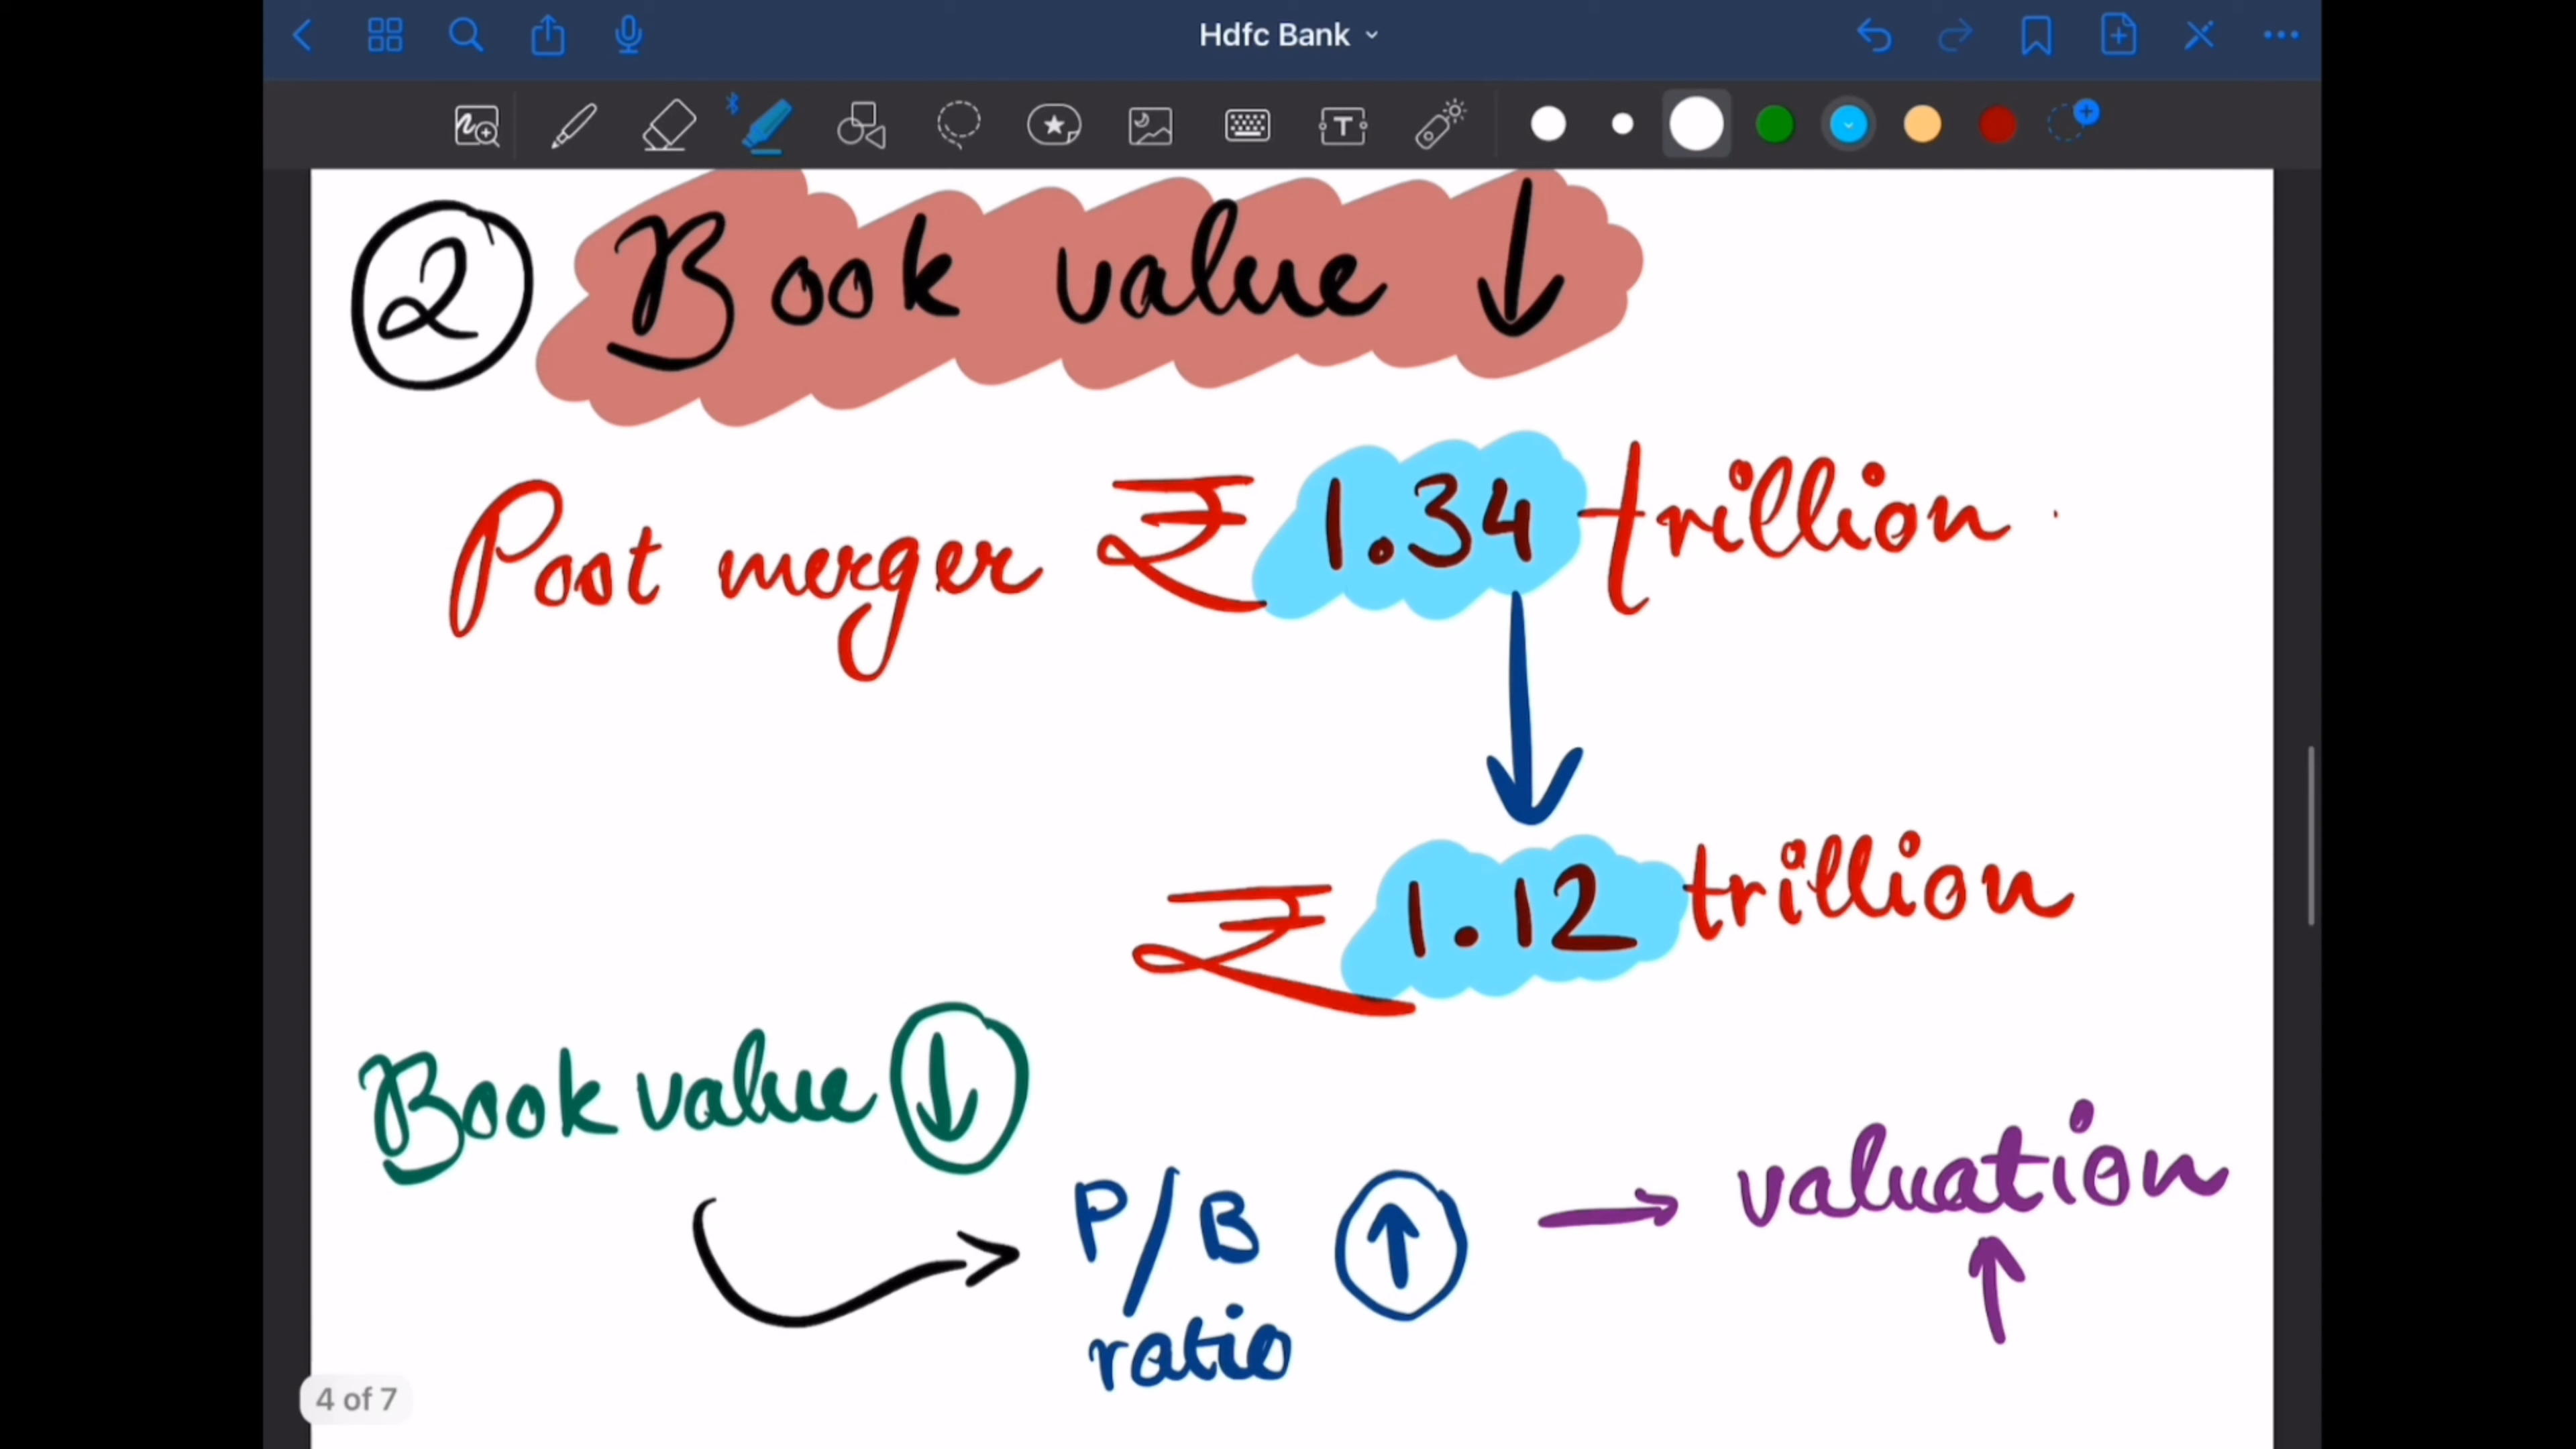 Hdfc Bank
2 Book value ↓
Post merger ₹ 1.34 trillion
₹ 1.12 trillion
Book value ↓
P/B ↑ → valuation ↑
ratio
4 of 7